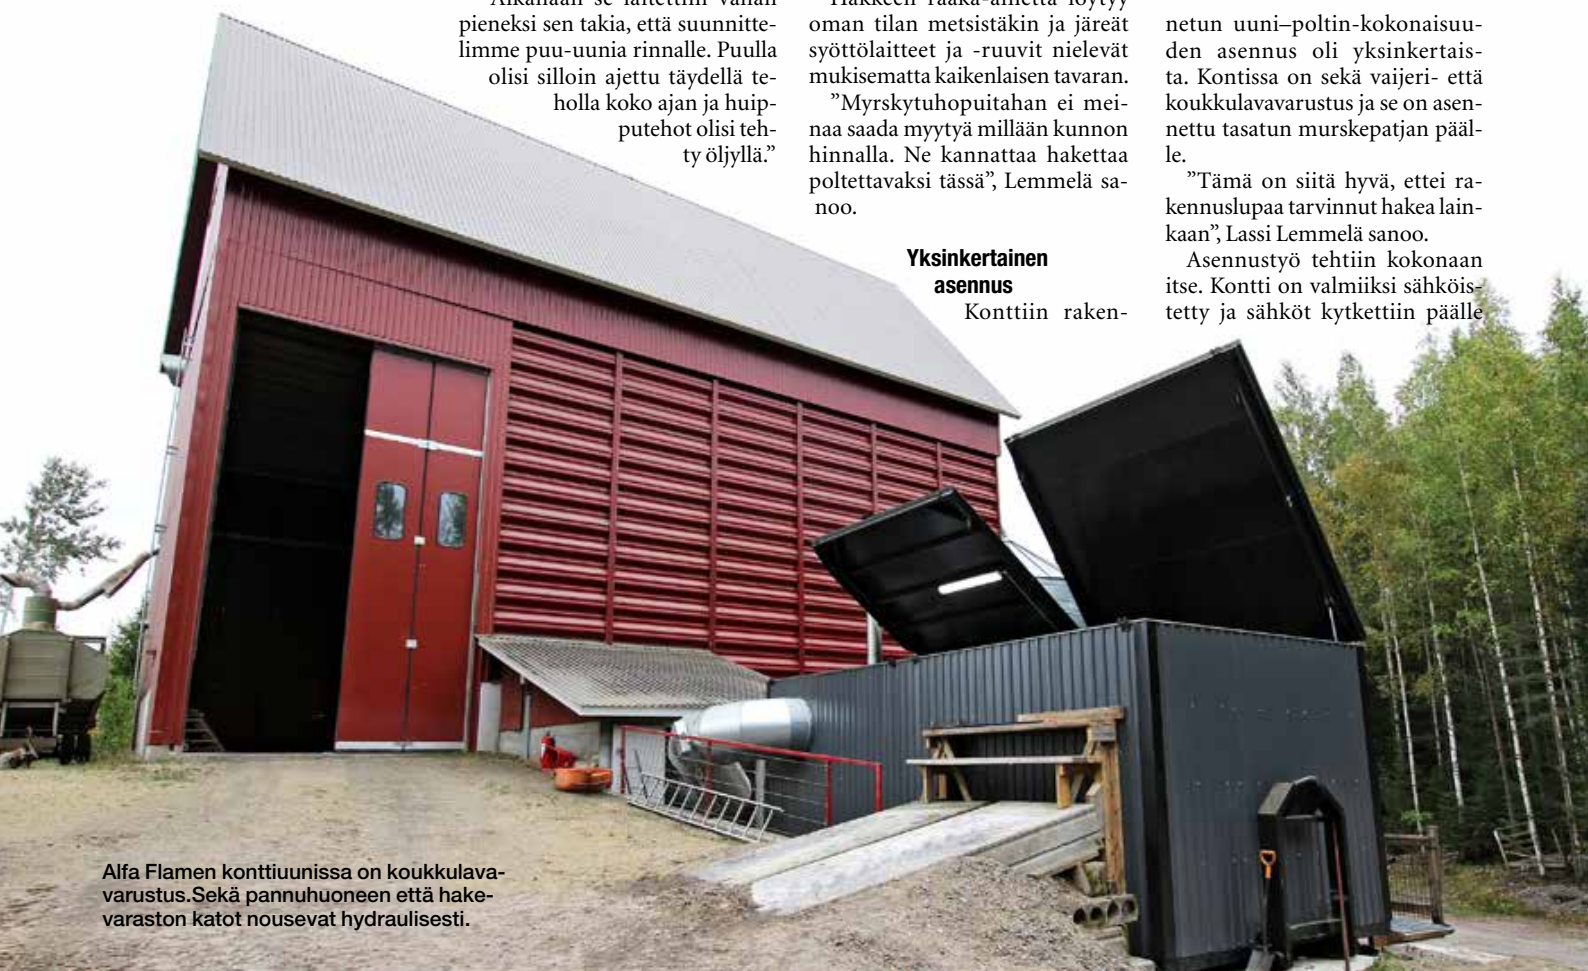 pieneksi sen takia, että suunnitte-
limme puu-uunia rinnalle. Puulla
olisi silloin ajettu täydellä te-
holla koko ajan ja huip-
putehot olisi teh-
ty öljyllä.”
Hakkeen raaka-ainetta löytyy
oman tilan metsistäkin ja järeät
syöttölaitteet ja -ruuvit nielevät
mukisematta kaikenlaisen tavaran.
”Myrskytuhopuitahan ei mei-
naa saada myytyä millään kunnon
hinnalla. Ne kannattaa hakettaa
poltettavaksi tässä”, Lemmelä sa-
noo.
Yksinkertainen
asennus
Konttiin raken-
netun uuni–poltin-kokonaisuu-
den asennus oli yksinkertais-
ta. Kontissa on sekä vaijeri- että
koukkulavavarustus ja se on asen-
nettu tasatun murskepatjan pääl-
le.
”Tämä on siitä hyvä, ettei ra-
kennuslupaa tarvinnut hakea lain-
kaan”, Lassi Lemmelä sanoo.
Asennustyö tehtiin kokonaan
itse. Kontti on valmiiksi sähköis-
tetty ja sähköt kytkettiin päälle
Alfa Flamen konttiuunissa on koukkulava-
varustus.Sekä pannuhuoneen että hake-
varaston katot nousevat hydraulisesti.